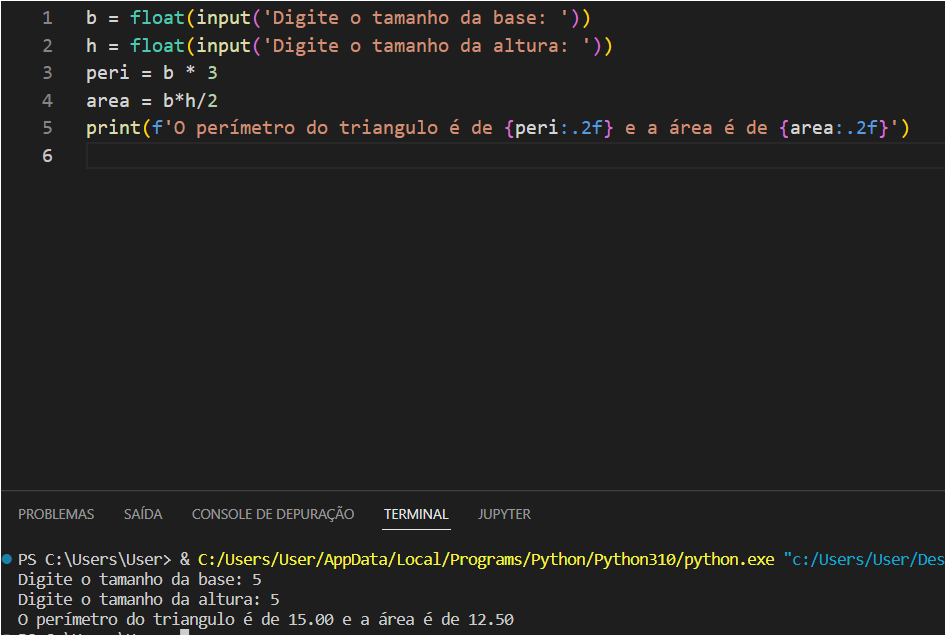 1 b = float(input('Digite o tamanho da base: '))
2 h = float(input('Digite o tamanho da altura: '))
3 peri = b * 3
4 area = b*h/2
5 print(f'O perímetro do triangulo é de {peri:.2f} e a área é de {area:.2f}')
6
PROBLEMAS SAÍDA CONSOLE DE DEPURAÇÃO TERMINAL JUPYTER
PS C:\Users\User> & C:/Users/User/AppData/Local/Programs/Python/Python310/python.exe "c:/Users/User/Des
Digite o tamanho da base: 5
Digite o tamanho da altura: 5
O perímetro do triangulo é de 15.00 e a área é de 12.50